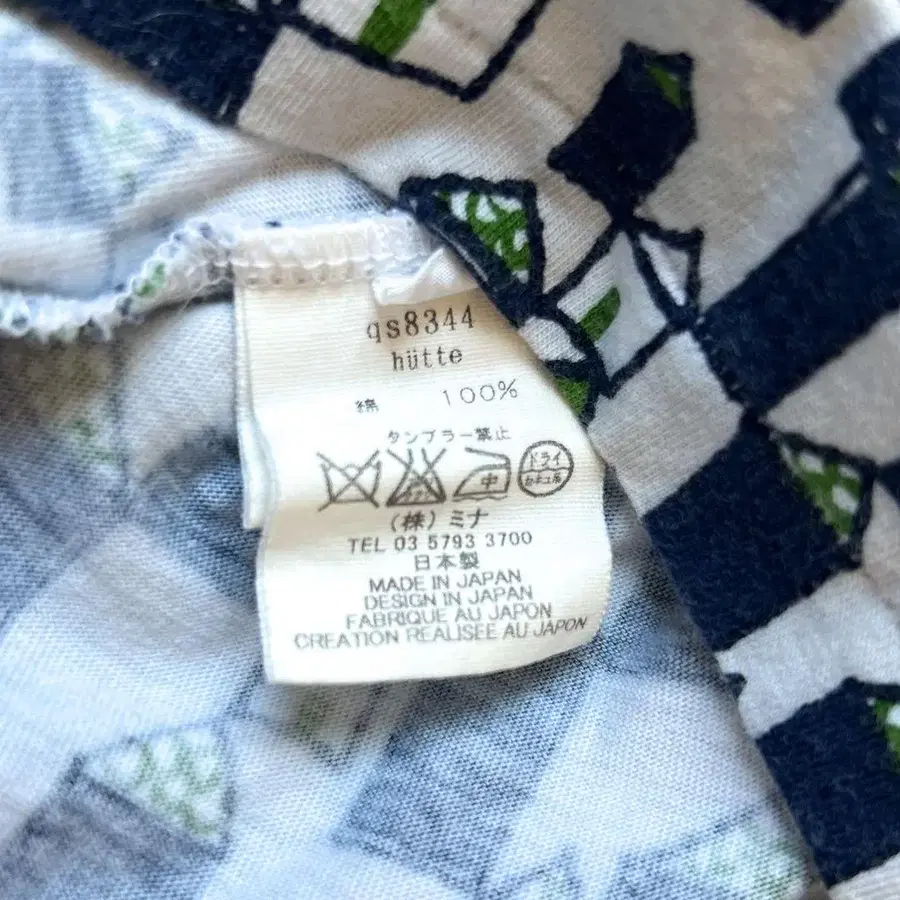 qs8344
hütte
綿 100%
タンブラー禁止
中 ドライ
(株) ミナ
TEL 03 5793 3700
日本製
MADE IN JAPAN
DESIGN IN JAPAN
FABRIQUE AU JAPON
CREATION REALISEE AU JAPON